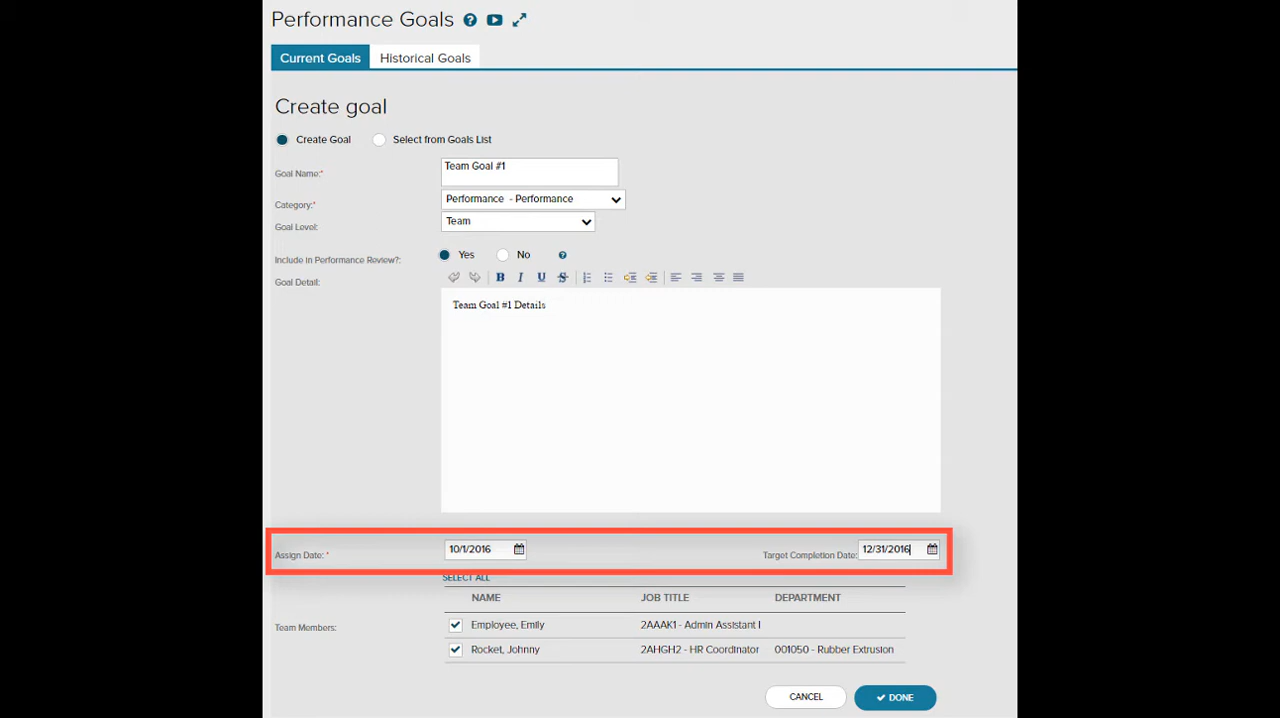 Performance Goals
Current Goals Historical Goals
Create goal
Create Goal Select from Goals List
Goal Name:* Team Goal #1
Category:* Performance - Performance
Goal Level: Team
Include in Performance Review?: Yes No
B I U S
Goal Detail:
Team Goal #1 Details
Assign Date: * 10/1/2016 Target Completion Date: 12/31/2016
SELECT ALL
NAME JOB TITLE DEPARTMENT
Team Members:
Employee, Emily 2AAAK1 - Admin Assistant I
Rocket, Johnny 2AHGH2 - HR Coordinator 001050 - Rubber Extrusion
CANCEL DONE